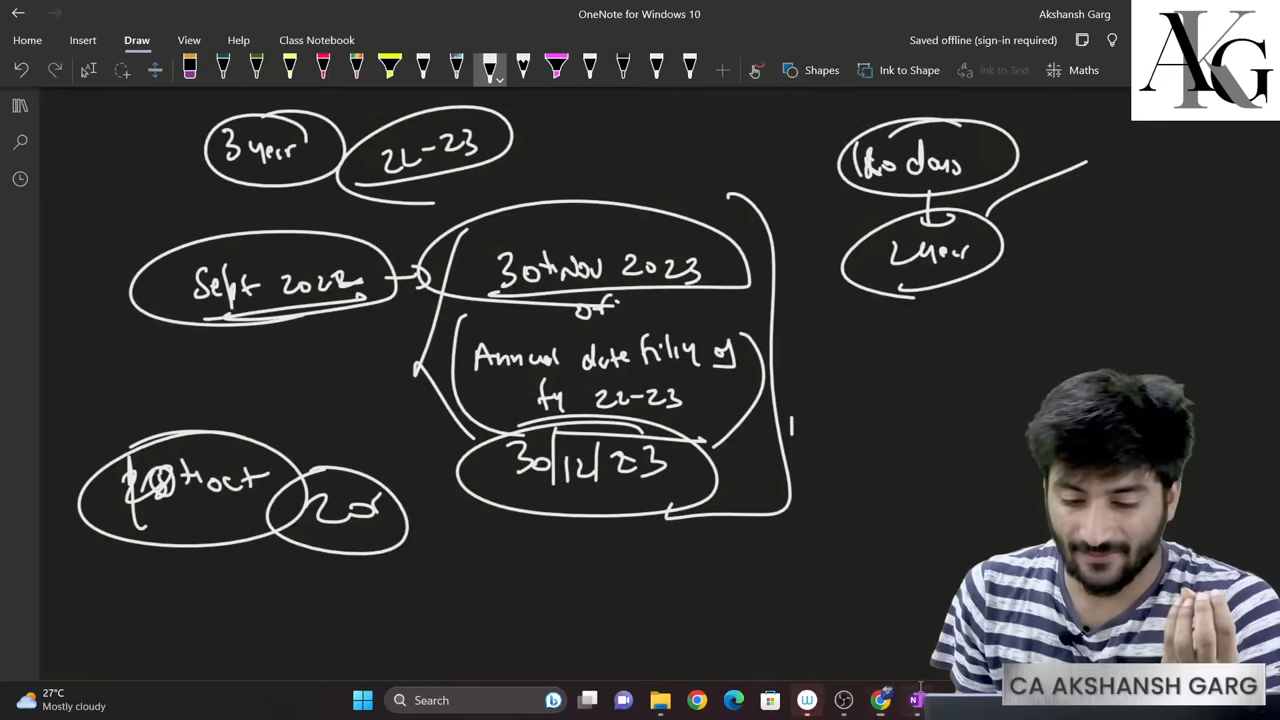 OneNote for Windows 10
Akshansh Garg
Home Insert Draw View Help Class Notebook
Saved offline (sign-in required)
Shapes Ink to Shape Ink to Text Maths
AKG
3 year 22-23
Sept 2022
30th Nov 2023
or
Annual date filing of
fy 22-23
30/12/23
th oct
days
2 year
CA AKSHANSH GARG
27°C
Mostly cloudy
Search